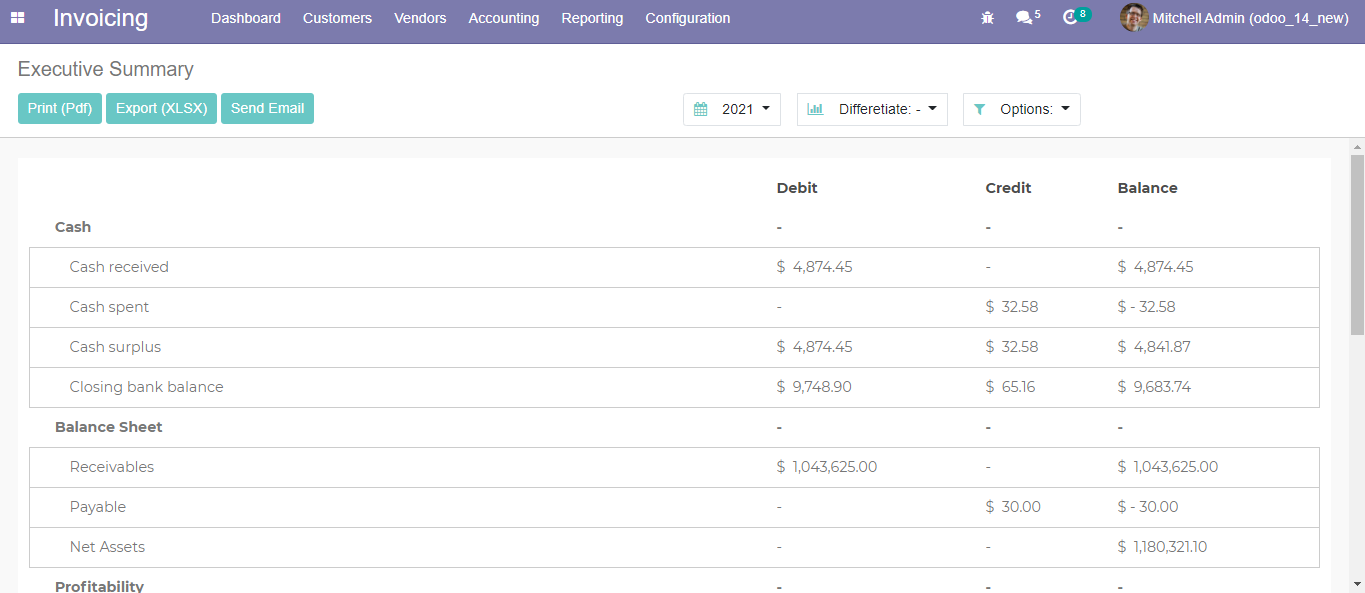 Invoicing Dashboard Customers Vendors Accounting Reporting Configuration 5 8 Mitchell Admin (odoo_14_new)
Executive Summary
Print (Pdf) Export (XLSX) Send Email 2021 Differetiate: - Options:
Debit Credit Balance
Cash - - -
Cash received $ 4,874.45 - $ 4,874.45
Cash spent - $ 32.58 $ - 32.58
Cash surplus $ 4,874.45 $ 32.58 $ 4,841.87
Closing bank balance $ 9,748.90 $ 65.16 $ 9,683.74
Balance Sheet - - -
Receivables $ 1,043,625.00 - $ 1,043,625.00
Payable - $ 30.00 $ - 30.00
Net Assets - - $ 1,180,321.10
Profitability - - -